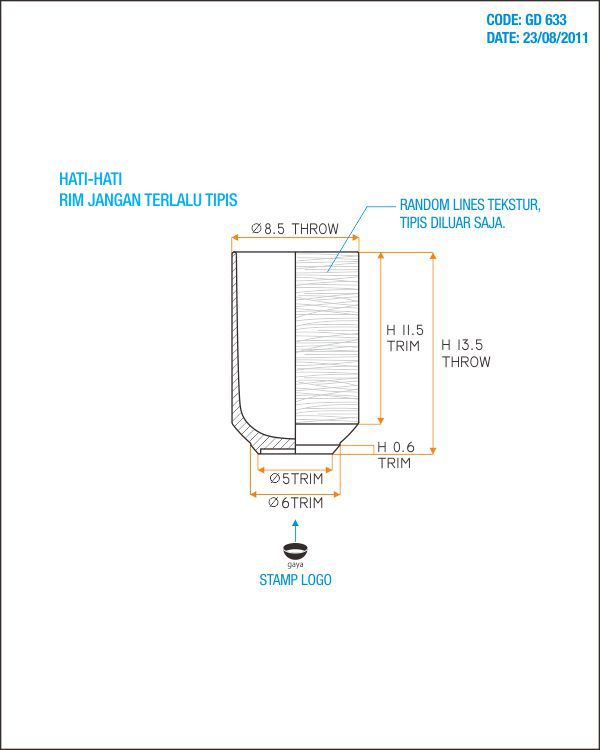 CODE: GD 633
DATE: 23/08/2011
HATI-HATI
RIM JANGAN TERLALU TIPIS
RANDOM LINES TEKSTUR,
TIPIS DILUAR SAJA.
Ø8.5 THROW
H 11.5
TRIM
H 13.5
THROW
H 0.6
TRIM
Ø5TRIM
Ø6TRIM
gaya
STAMP LOGO